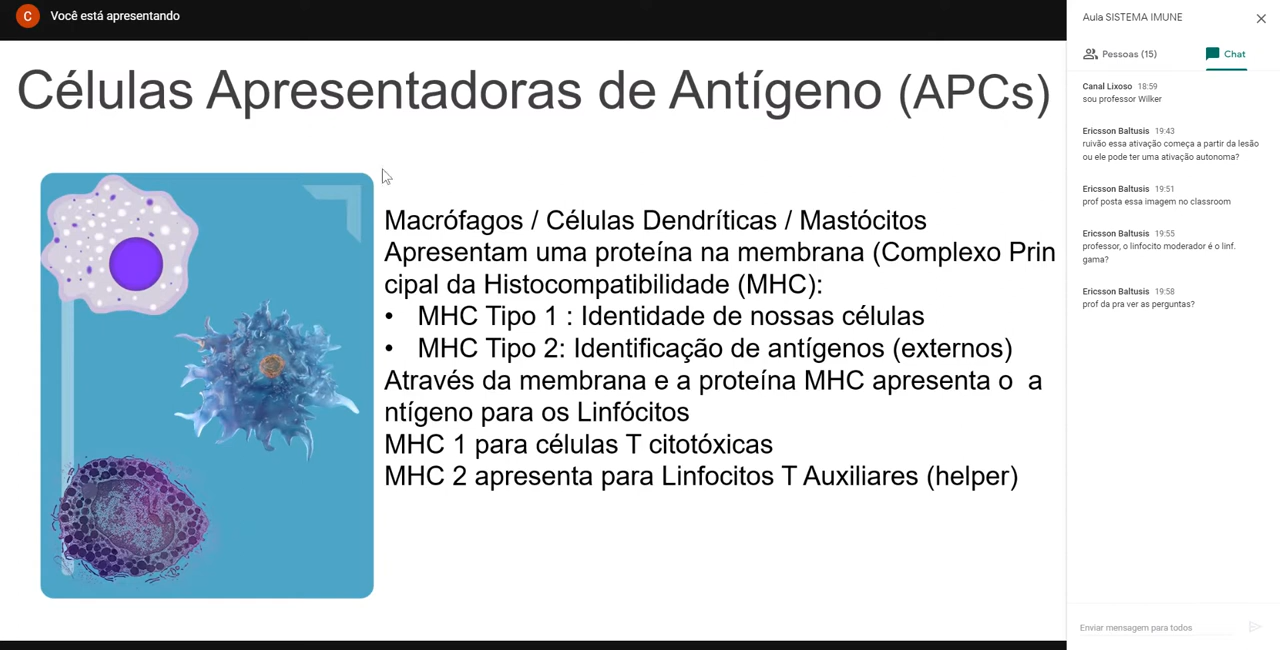 C
Você está apresentando
Células Apresentadoras de Antígeno (APCs)
Macrófagos / Células Dendríticas / Mastócitos
Apresentam uma proteína na membrana (Complexo Prin
cipal da Histocompatibilidade (MHC):
• MHC Tipo 1 : Identidade de nossas células
• MHC Tipo 2: Identificação de antígenos (externos)
Através da membrana e a proteína MHC apresenta o a
ntígeno para os Linfócitos
MHC 1 para células T citotóxicas
MHC 2 apresenta para Linfocitos T Auxiliares (helper)
Aula SISTEMA IMUNE
Pessoas (15)
Chat
Canal Lixoso 18:59
sou professor Wilker
Ericsson Baltusis 19:43
ruivão essa ativação começa a partir da lesão
ou ele pode ter uma ativação autonoma?
Ericsson Baltusis 19:51
prof posta essa imagem no classroom
Ericsson Baltusis 19:55
professor, o linfocito moderador é o linf.
gama?
Ericsson Baltusis 19:58
prof da pra ver as perguntas?
Enviar mensagem para todos